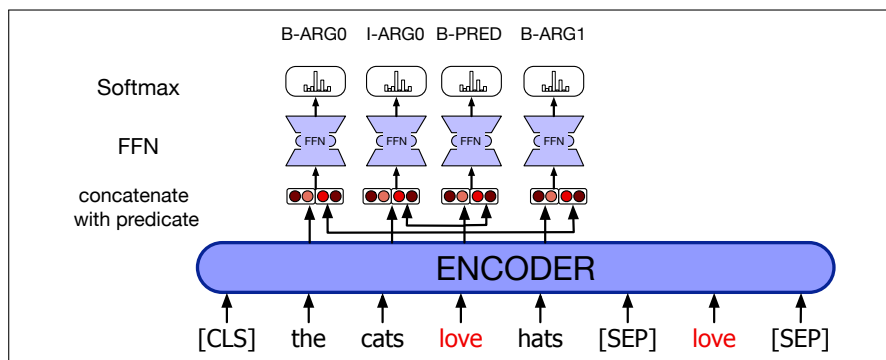 B-ARG0 I-ARG0 B-PRED B-ARG1
Softmax
FFN FFN FFN FFN FFN
concatenate
with predicate
ENCODER
[CLS] the cats love hats [SEP] love [SEP]